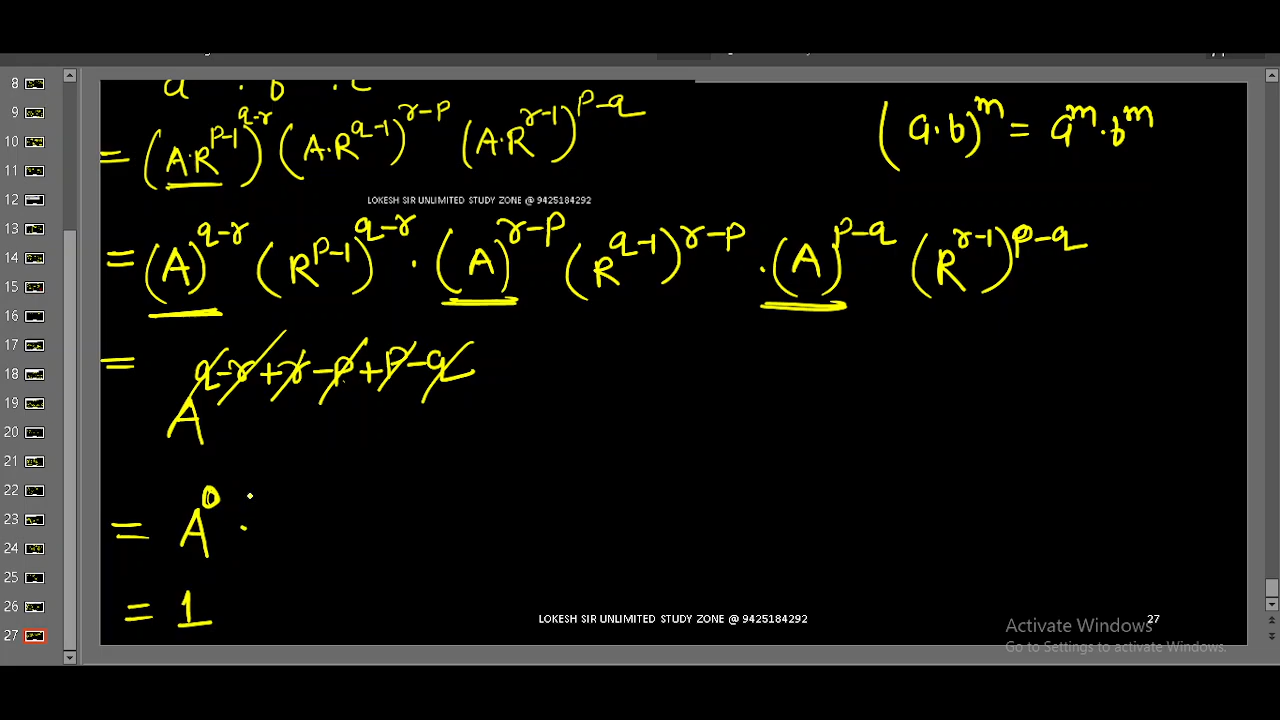 a . b . c
= (A.R^{p-1})^{q-r} (A.R^{q-1})^{r-p} (A.R^{r-1})^{p-q}
(a.b)^m = a^m.b^m
LOKESH SIR UNLIMITED STUDY ZONE @ 9425184292
= (A)^{q-r} (R^{p-1})^{q-r} . (A)^{r-p} (R^{q-1})^{r-p} . (A)^{p-q} (R^{r-1})^{p-q}
= A^{q-r+r-p+p-q}
= A^0 .
= 1
LOKESH SIR UNLIMITED STUDY ZONE @ 9425184292
27
Activate Windows
Go to Settings to activate Windows.
8
9
10
11
12
13
14
15
16
17
18
19
20
21
22
23
24
25
26
27